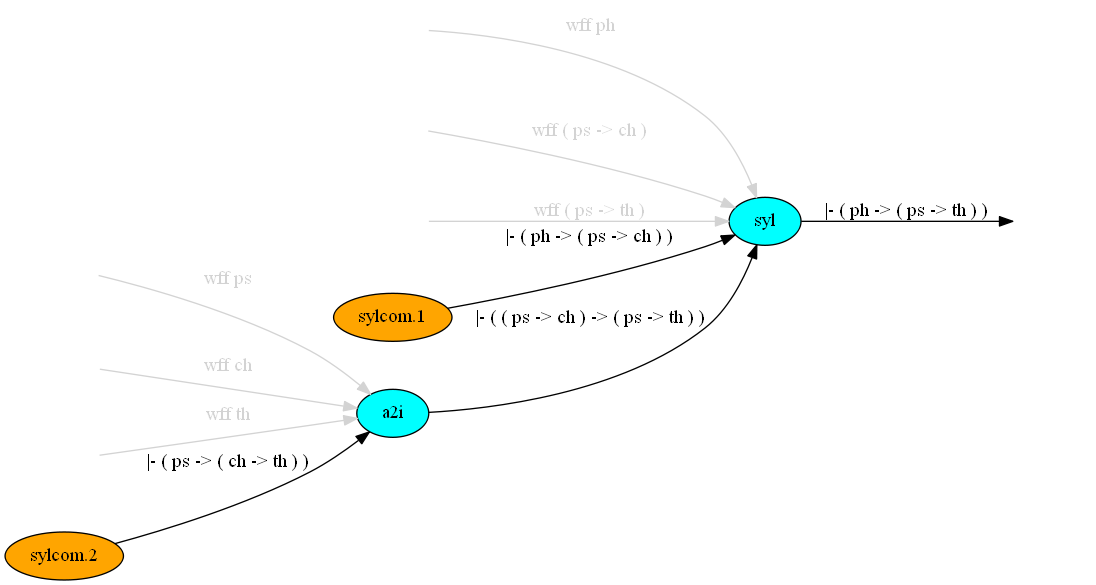 wff ph
wff ( ps -> ch )
wff ( ps -> th )
syl
|- ( ph -> ( ps -> th ) )
|- ( ph -> ( ps -> ch ) )
wff ps
sylcom.1
|- ( ( ps -> ch ) -> ( ps -> th ) )
wff ch
wff th
a2i
|- ( ps -> ( ch -> th ) )
sylcom.2